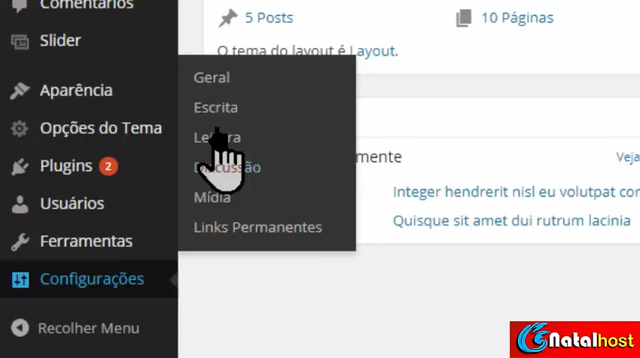 Comentários
5 Posts
10 Páginas
Slider
O tema do layout é Layout.
Aparência
Geral
Opções do Tema
Escrita
Plugins 2
mente
Veja
Usuários
Mídia
Integer hendrerit nisl eu volutpat
Quisque sit amet dui rutrum lacinia
Ferramentas
Links Permanentes
Configurações
Recolher Menu
Natalhost